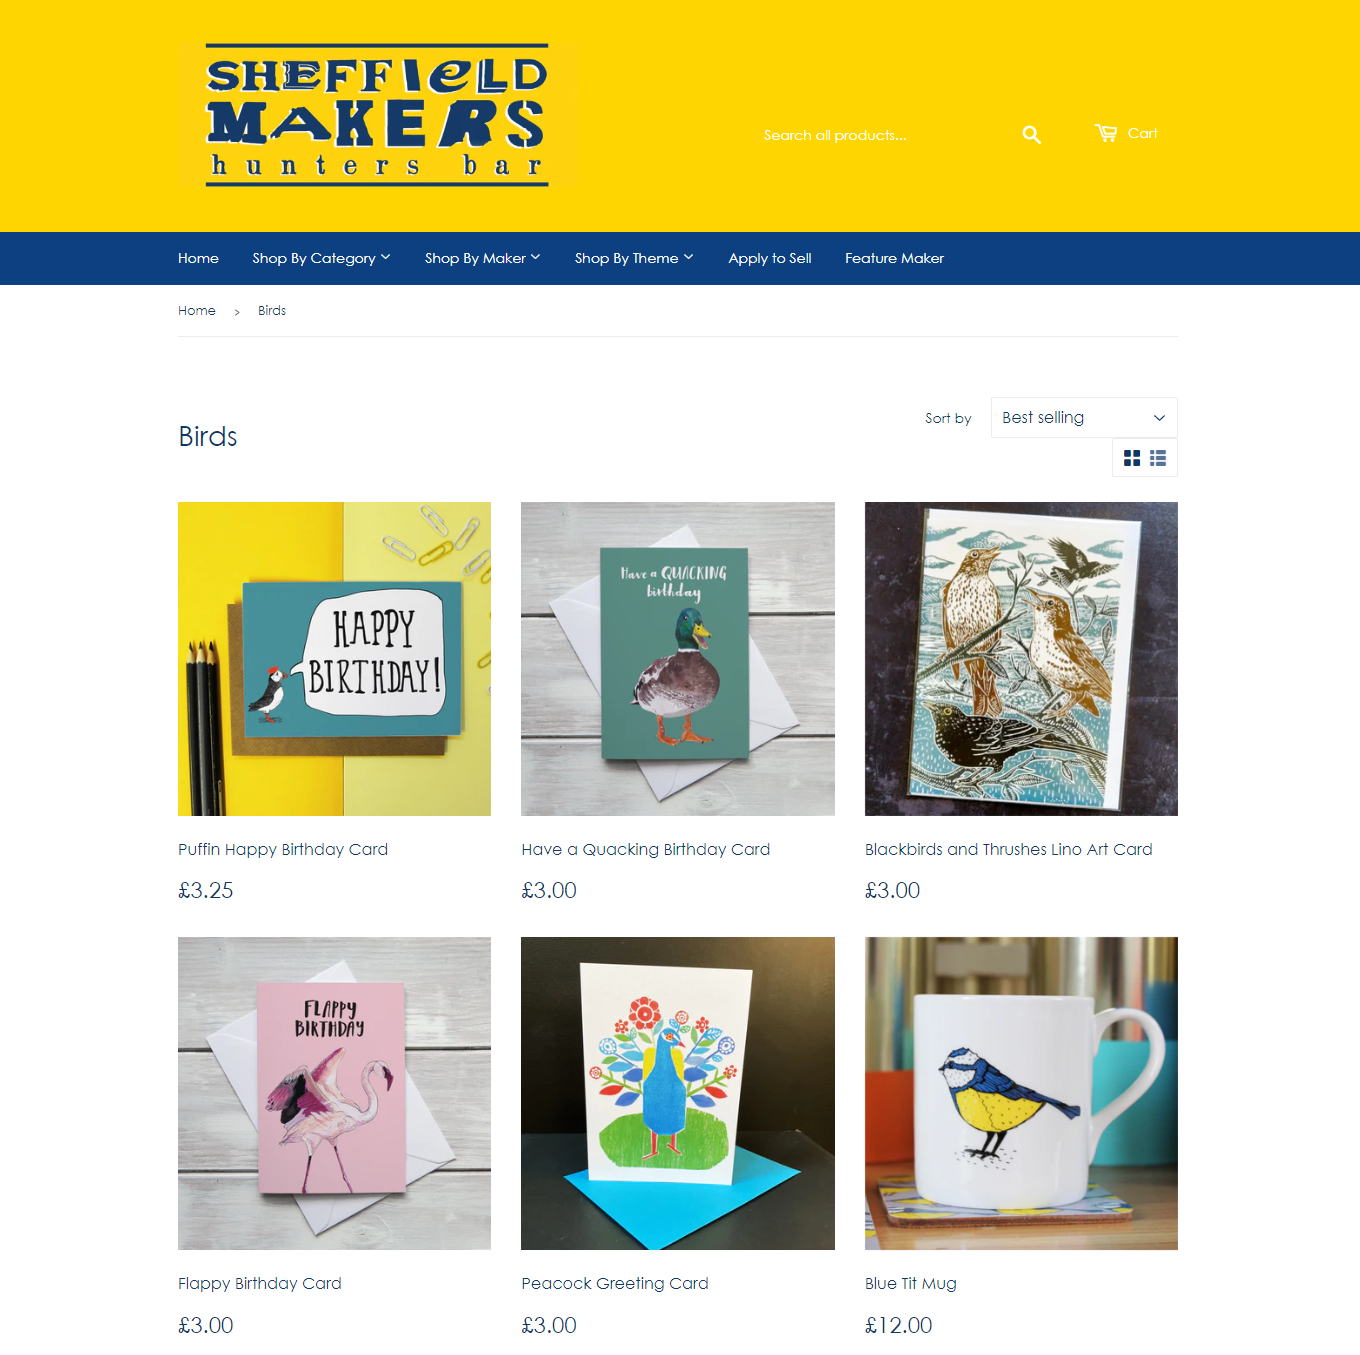 SHEFFIELD
MAKERS
hunters bar
Search all products...
Cart
Home
Shop By Category
Shop By Maker
Shop By Theme
Apply to Sell
Feature Maker
Home > Birds
Birds
Sort by
Best selling
HAPPY
BIRTHDAY!
Have a QUACKING
birthday
Puffin Happy Birthday Card
Have a Quacking Birthday Card
Blackbirds and Thrushes Lino Art Card
£3.25
£3.00
£3.00
FLAPPY
BIRTHDAY
Flappy Birthday Card
Peacock Greeting Card
Blue Tit Mug
£3.00
£3.00
£12.00